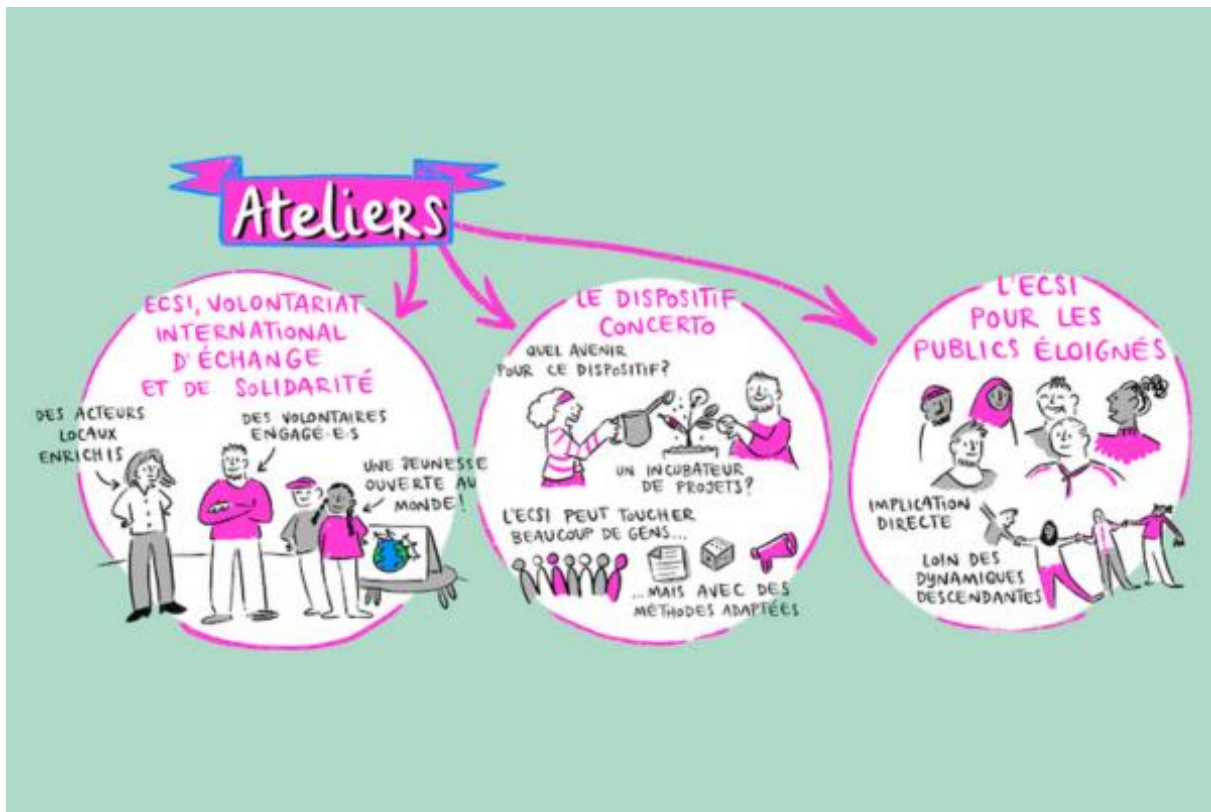 Ateliers
ECSI, VOLONTARIAT
INTERNATIONAL
D'ÉCHANGE
ET DE SOLIDARITÉ
DES ACTEURS
LOCAUX
ENRICHIS
DES VOLONTAIRES
ENGAGÉ·E·S
UNE JEUNESSE
OUVERTE AU
MONDE!
LE DISPOSITIF
CONCERTO
QUEL AVENIR
POUR CE DISPOSITIF?
UN INCUBATEUR
DE PROJETS?
L'ECSI PEUT TOUCHER
BEAUCOUP DE GENS...
...MAIS AVEC DES
MÉTHODES ADAPTÉES
L'ECSI
POUR LES
PUBLICS ÉLOIGNÉS
IMPLICATION
DIRECTE
LOIN DES
DYNAMIQUES
DESCENDANTES